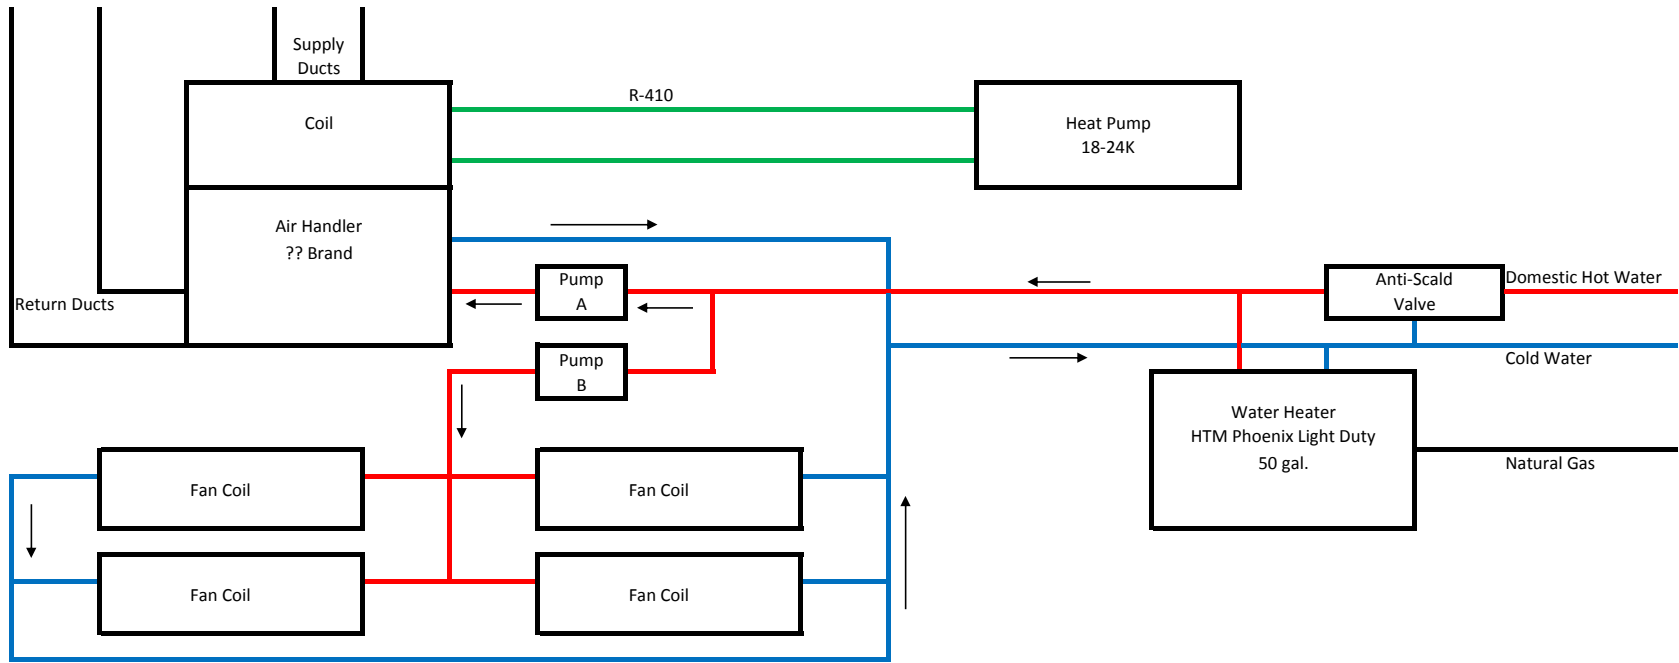 Supply
Ducts
R-410
Coil
Heat Pump
18-24K
Air Handler
?? Brand
Return Ducts
Pump
A
Anti-Scald
Valve
Domestic Hot Water
Pump
B
Cold Water
Water Heater
HTM Phoenix Light Duty
50 gal.
Natural Gas
Fan Coil
Fan Coil
Fan Coil
Fan Coil